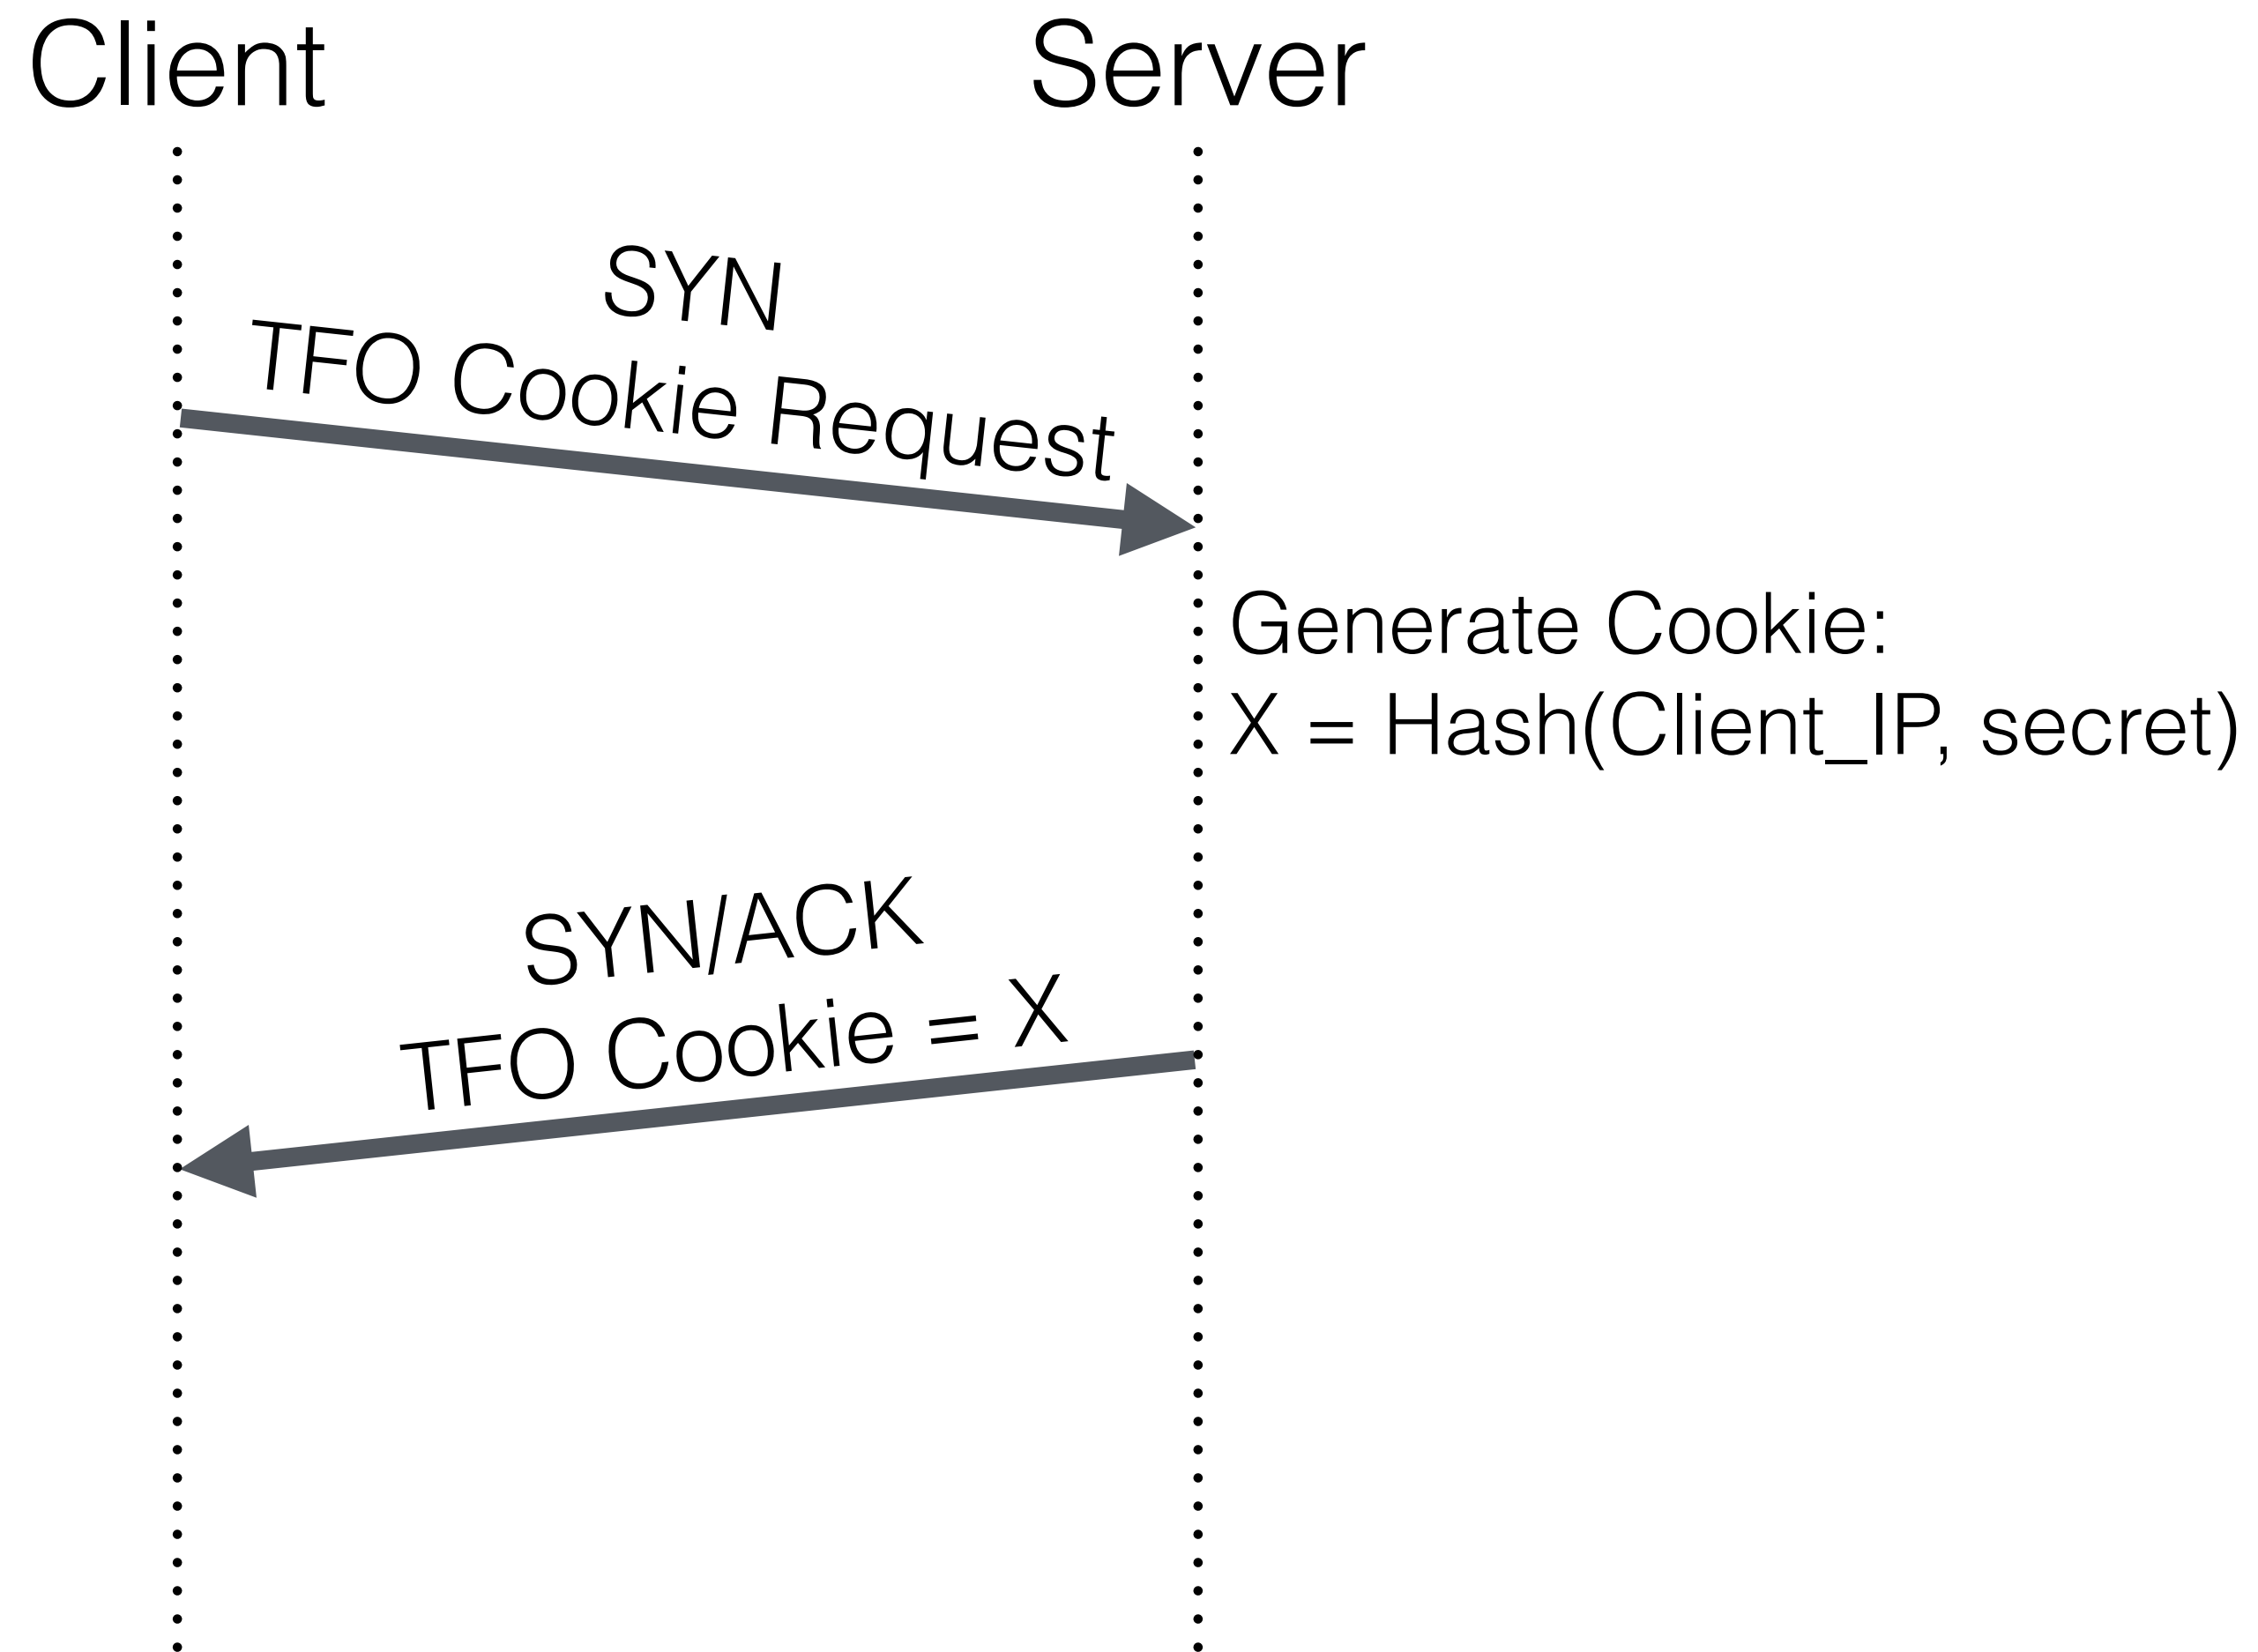 Client
Server
SYN
TFO Cookie Request
Generate Cookie:
X = Hash(Client_IP, secret)
SYN/ACK
TFO Cookie = X